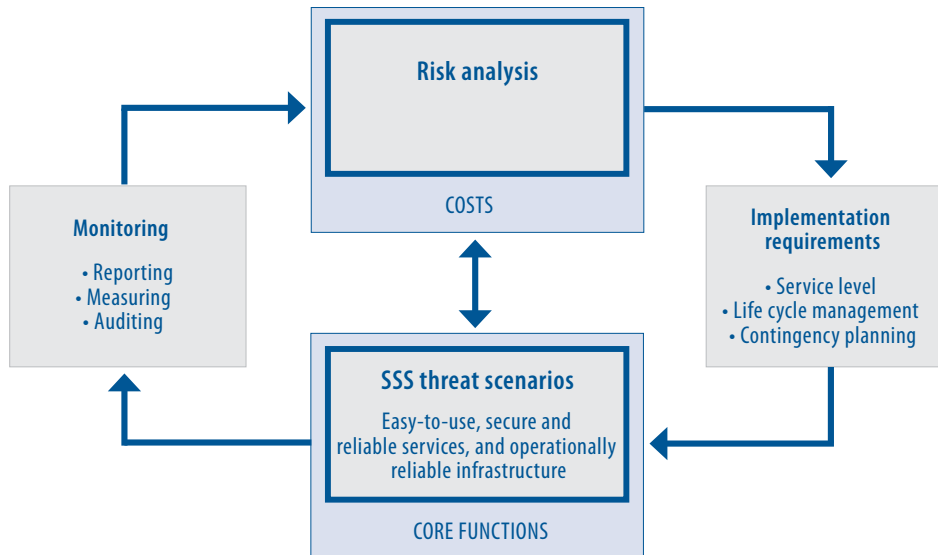 Risk analysis
COSTS
Monitoring
• Reporting
• Measuring
• Auditing
Implementation
requirements
• Service level
• Life cycle management
• Contingency planning
SSS threat scenarios
Easy-to-use, secure and
reliable services, and operationally
reliable infrastructure
CORE FUNCTIONS